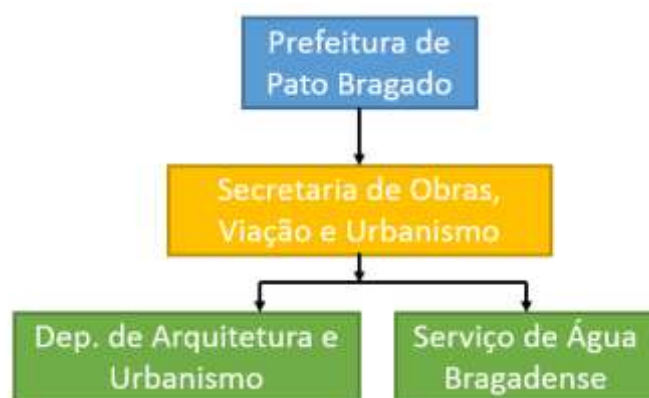 Prefeitura de
Pato Bragado
Secretaria de Obras,
Viação e Urbanismo
Dep. de Arquitetura e
Urbanismo
Serviço de Água
Bragadense